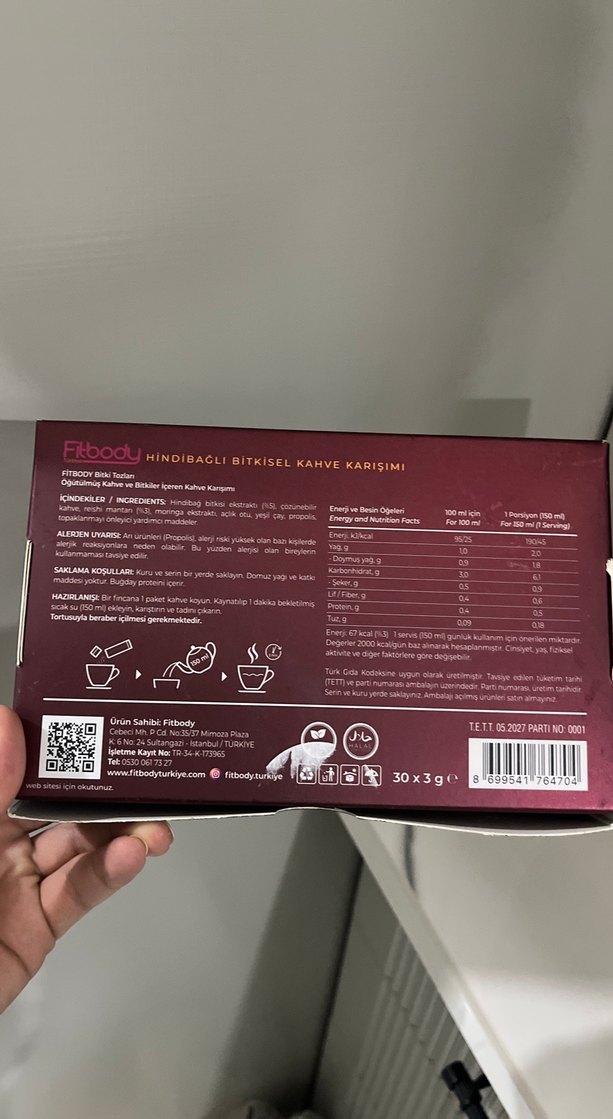 Fitbody
HİNDİBAĞLI BİTKİSEL KAHVE KARIŞIMI
FİTBODY Bitki Tozları
Öğütülmüş Kahve ve Bitkiler İçeren Kahve Karışımı
İÇİNDEKİLER / INGREDIENTS: Hindibağ bitkisi ekstraktı (%5), çözünebilir
kahve, reishi mantarı (%3), moringa ekstraktı, açlık otu, yeşil çay, propolis,
topaklanmayı önleyici yardımcı maddeler.
ALERJEN UYARISI: Arı ürünleri (Propolis), alerji riski yüksek olan bazı kişilerde
alerjik reaksiyonlara neden olabilir. Bu yüzden alerjisi olan bireylerin
kullanmaması tavsiye edilir.
SAKLAMA KOŞULLARI: Kuru ve serin bir yerde saklayın. Domuz yağı ve katkı
maddesi yoktur. Buğday proteini içerir.
HAZIRLANIŞI: Bir fincana 1 paket kahve koyun. Kaynatılıp 1 dakika bekletilmiş
sıcak su (150 ml) ekleyin, karıştırın ve tadını çıkarın.
Tortusuyla beraber içilmesi gerekmektedir.
150 ml
Enerji ve Besin Öğeleri 100 ml için 1 Porsiyon (150 ml)
Energy and Nutrition Facts For 100 ml For 150 ml (1 Serving)
Enerji, kJ/kcal 95/25 190/45
Yağ, g 1,0 2,0
- Doymuş yağ, g 0,9 1,8
Karbonhidrat, g 3,0 6,1
- Şeker, g 0,5 0,9
Lif / Fiber, g 0,4 0,6
Protein, g 0,4 0,5
Tuz, g 0,09 0,18
Enerji: 67 kcal (%3) 1 servis (150 ml) günlük kullanım için önerilen miktardır.
Değerler 2000 kcal/gün baz alınarak hesaplanmıştır. Cinsiyet, yaş, fiziksel
aktivite ve diğer faktörlere göre değişebilir.
Türk Gıda Kodeksine uygun olarak üretilmiştir. Tavsiye edilen tüketim tarihi
(TETT) ve parti numarası ambalajın üzerindedir. Parti numarası, üretim tarihidir.
Serin ve kuru yerde saklayınız. Ambalajı açılmış ürünleri satın almayınız.
Ürün Sahibi: Fitbody
Cebeci Mh. P Cd. No:35/37 Mimoza Plaza
K: 6 No: 24 Sultangazi - İstanbul / TÜRKİYE
İşletme Kayıt No: TR-34-K-173965
Tel: 0530 061 73 27
www.fitbodyturkiye.com fitbody.turkiye
web sitesi için okutunuz.
حلال
HALAL
30 x 3 g e
T.E.T.T. 05.2027 PARTI NO: 0001
8 699541 764704